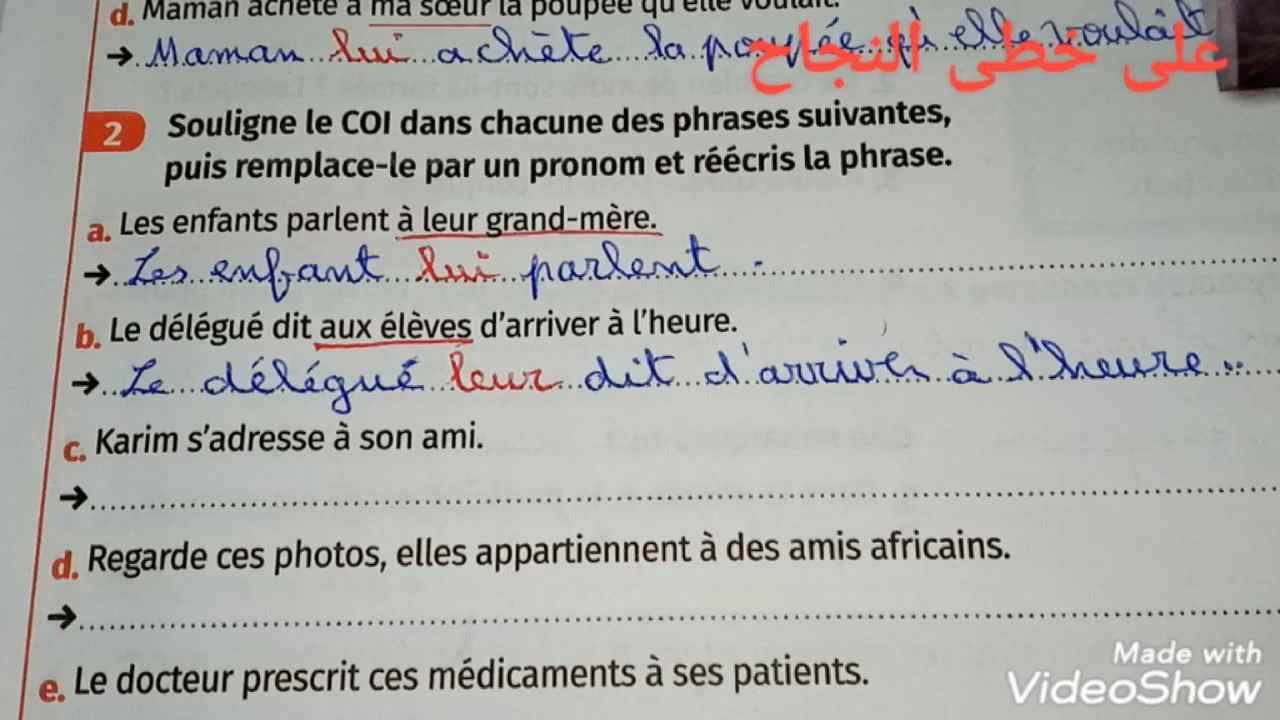 d. Maman achète à ma sœur la poupée qu'elle voulait.
→ Maman lui achète la poupée qu'elle voulait
على خطى النجاح
2 Souligne le COI dans chacune des phrases suivantes,
puis remplace-le par un pronom et réécris la phrase.
a. Les enfants parlent à leur grand-mère.
→ Les enfant lui parlent.
b. Le délégué dit aux élèves d'arriver à l'heure.
→ Le délégué leur dit d'arriver à l'heure..
c. Karim s'adresse à son ami.
→
d. Regarde ces photos, elles appartiennent à des amis africains.
→
e. Le docteur prescrit ces médicaments à ses patients.
Made with
VideoShow